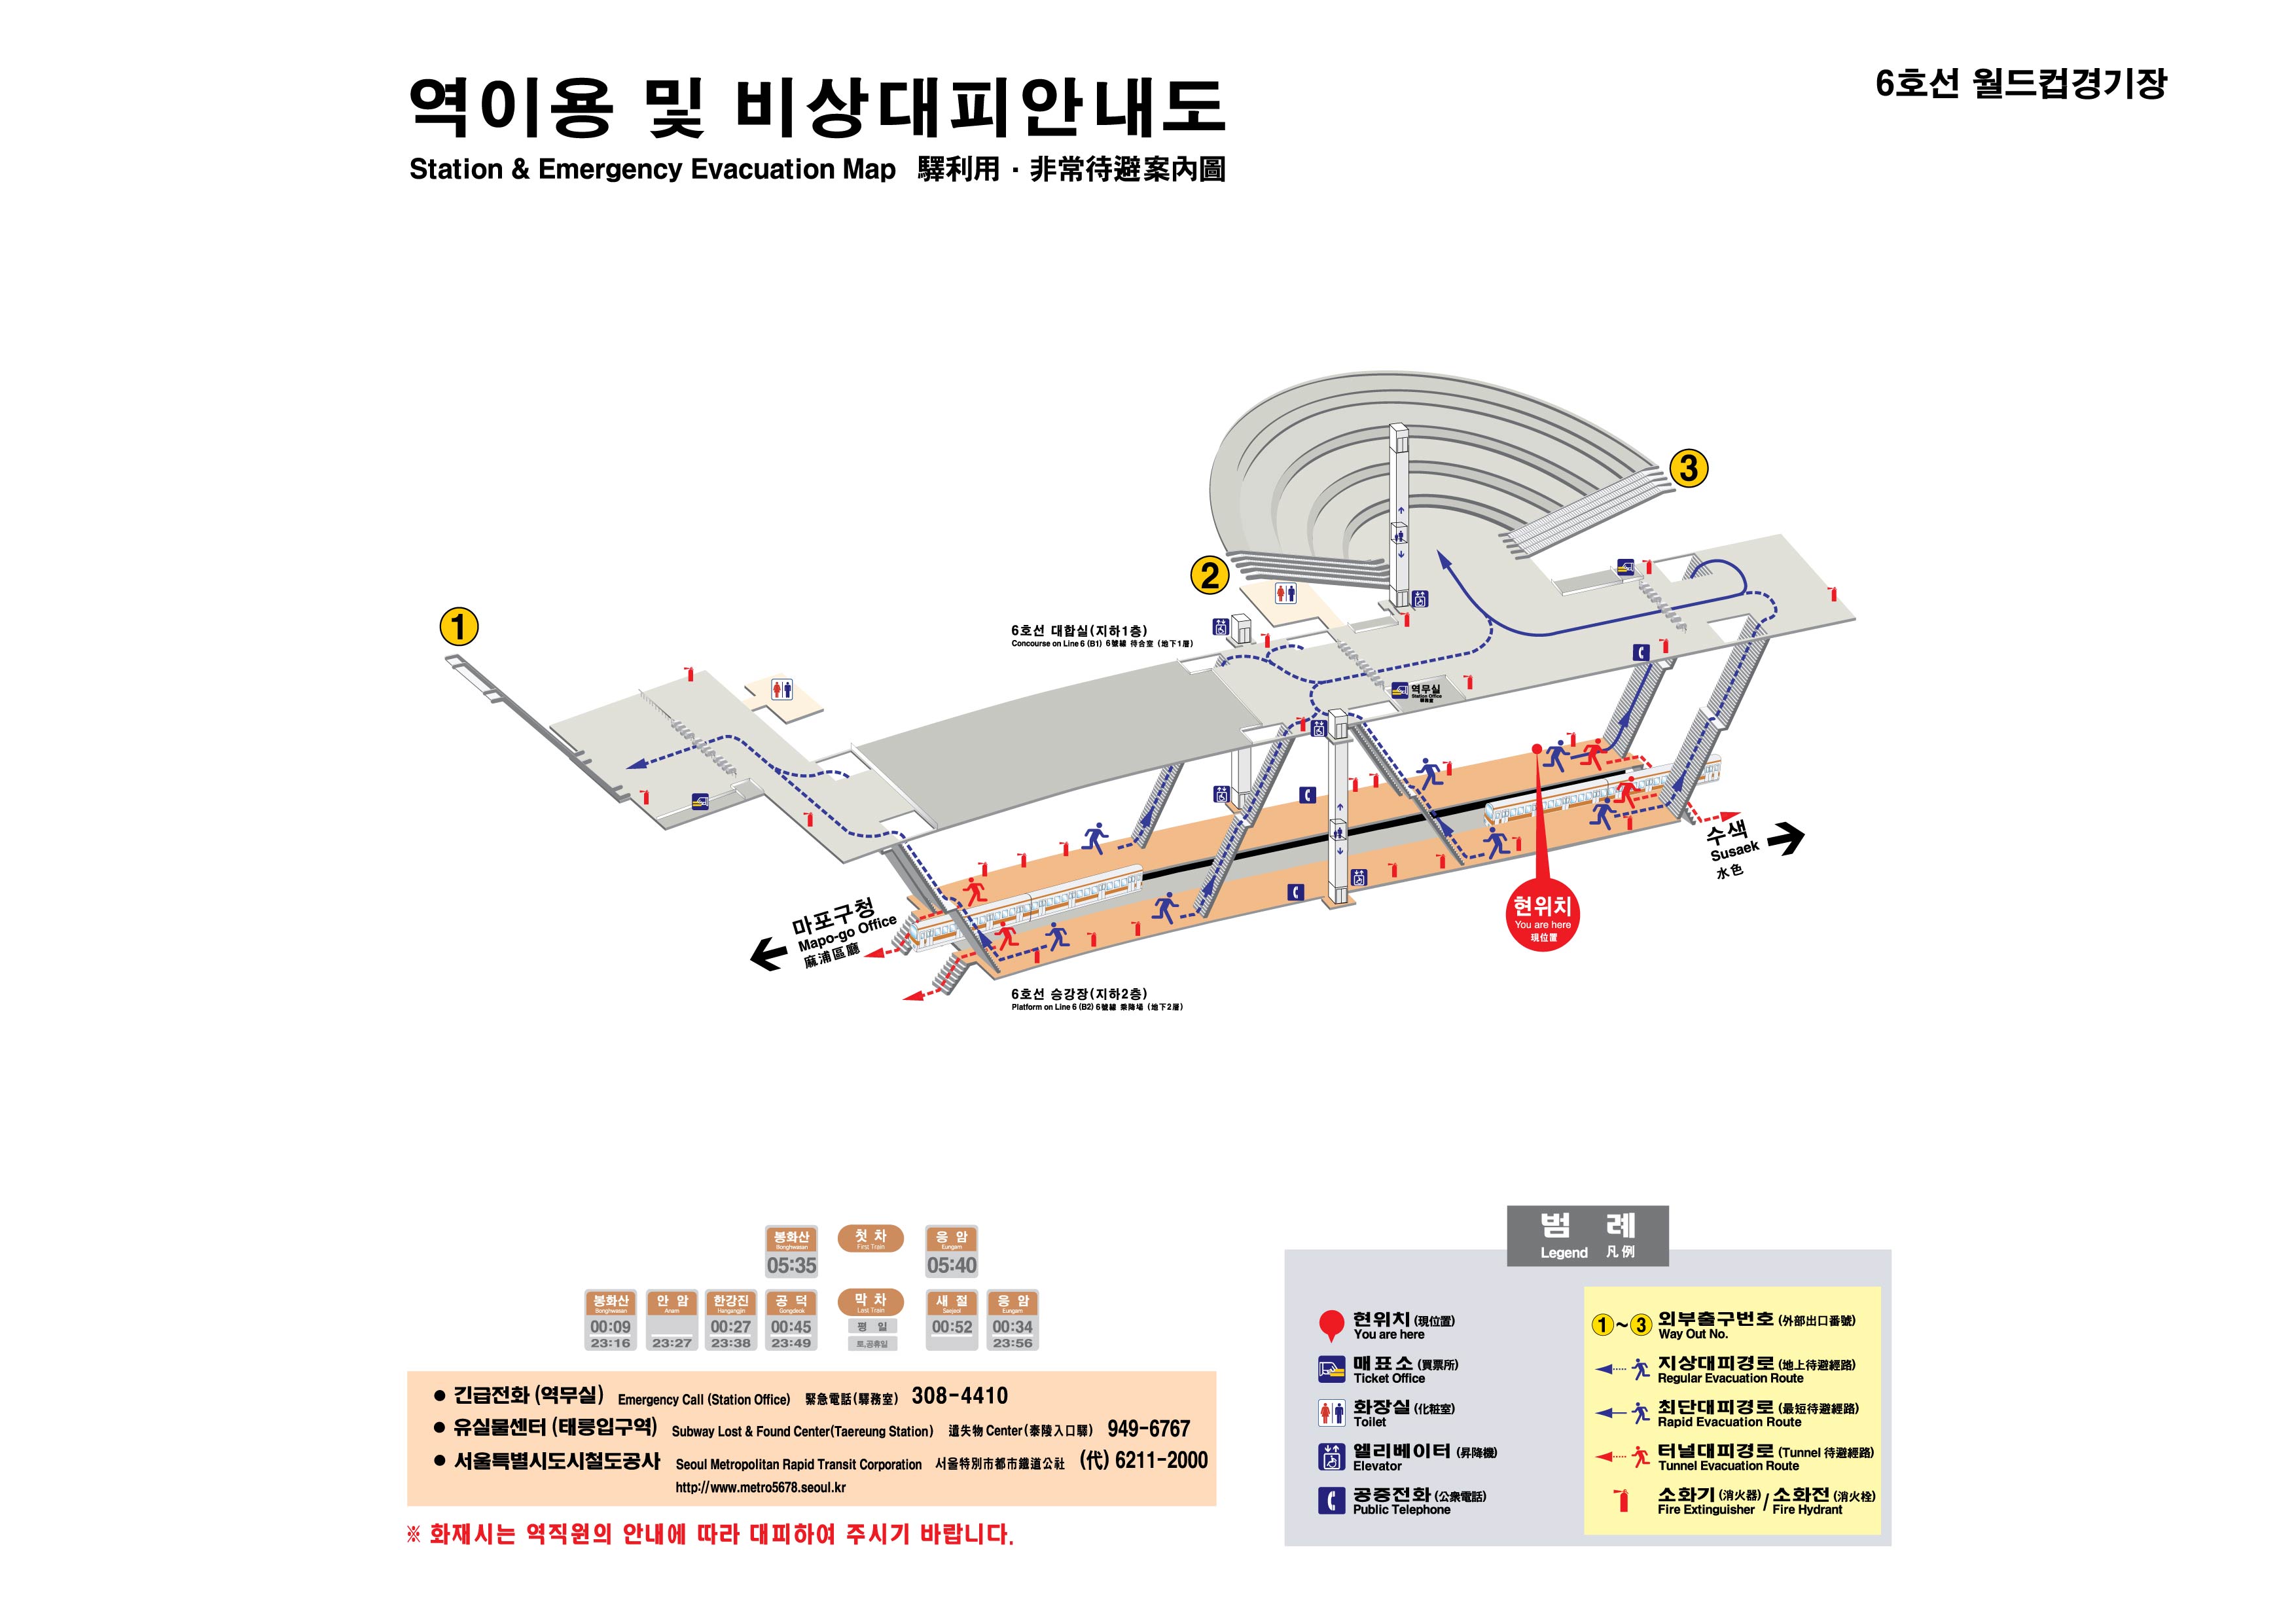 역이용 및 비상대피안내도
Station & Emergency Evacuation Map 驛利用 · 非常待避案內圖
6호선 월드컵경기장
3
2
1
6호선 대합실(지하1층)
Concourse on Line 6 (B1) 6號線 待合室 (地下1層)
역무실
Station Office
驛務室
수색
Susaek
水色
현위치
You are here
現位置
마포구청
Mapo-go Office
麻浦區廳
6호선 승강장(지하2층)
Platform on Line 6 (B2) 6號線 乘降場 (地下2層)
봉화산
Bonghwasan
05:35
첫 차
First Train
응 암
Eungam
05:40
봉화산
Bonghwasan
00:09
23:16
안 암
Anam
23:27
한강진
Hangangjin
00:27
23:38
공 덕
Gongdeok
00:45
23:49
막 차
Last Train
평 일
토,공휴일
새 절
Saejeol
00:52
응 암
Eungam
00:34
23:56
● 긴급전화 (역무실) Emergency Call (Station Office) 緊急電話(驛務室) 308-4410
● 유실물센터 (태릉입구역) Subway Lost & Found Center(Taereung Station) 遺失物 Center(泰陵入口驛) 949-6767
● 서울특별시도시철도공사 Seoul Metropolitan Rapid Transit Corporation 서울特別市都市鐵道公社 (代) 6211-2000
http://www.metro5678.seoul.kr
※ 화재시는 역직원의 안내에 따라 대피하여 주시기 바랍니다.
범 례
Legend 凡例
현위치 (現位置)
You are here
매표소 (買票所)
Ticket Office
화장실 (化粧室)
Toilet
엘리베이터 (昇降機)
Elevator
공중전화 (公衆電話)
Public Telephone
1~3 외부출구번호 (外部出口番號)
Way Out No.
지상대피경로 (地上待避經路)
Regular Evacuation Route
최단대피경로 (最短待避經路)
Rapid Evacuation Route
터널대피경로 (Tunnel 待避經路)
Tunnel Evacuation Route
소화기 (消火器) / 소화전 (消火栓)
Fire Extinguisher / Fire Hydrant